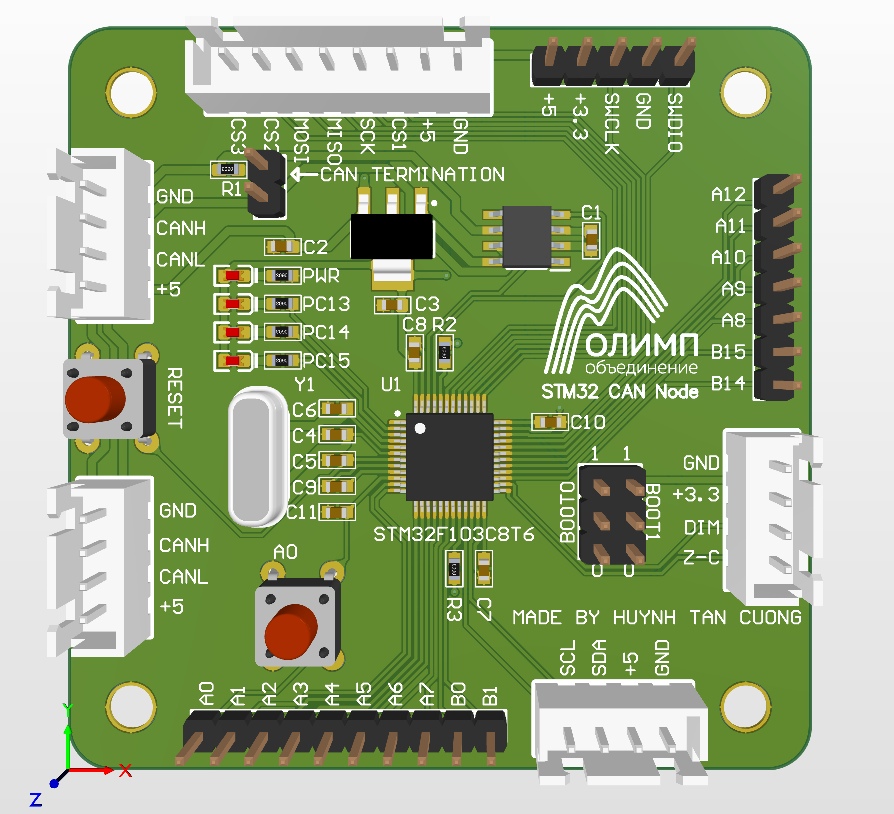 CS3
CS2
MOSI
MISO
SCK
CS1
+5
GND
+5
+3.3
SWCLK
GND
SWDIO
R1
CAN TERMINATION
GND
CANH
CANL
+5
C2
PWR
PC13
PC14
PC15
C3
C8 R2
C1
A12
A11
A10
A9
A8
B15
B14
ОЛИМП
объединение
STM32 CAN Node
RESET
Y1
U1
C6
C4
C5
C9
C11
C10
STM32F103C8T6
1 1
BOOT0
BOOT1
0 0
GND
+3.3
DIM
Z-C
GND
CANH
CANL
+5
A0
R3
C7
MADE BY HUYNH TAN CUONG
SCL
SDA
+5
GND
A0
A1
A2
A3
A4
A5
A6
A7
B0
B1
Y
X
Z